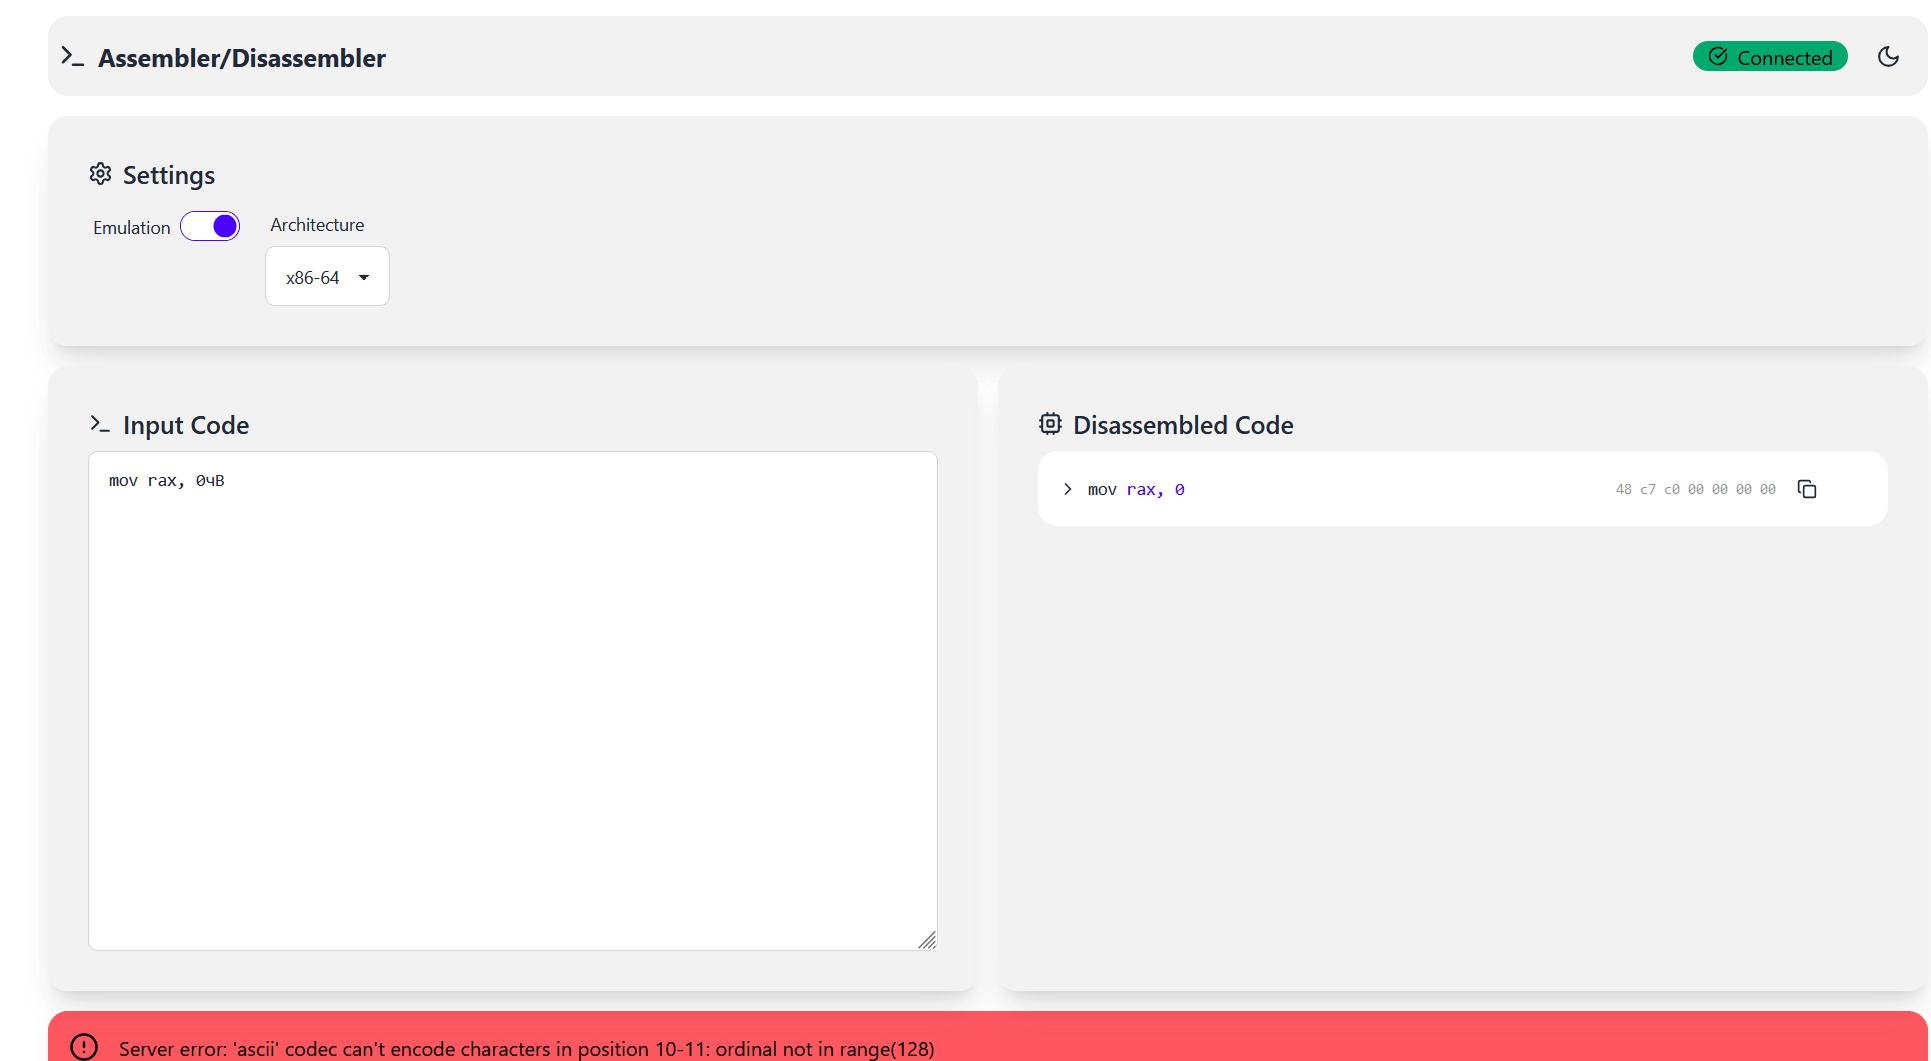 Assembler/Disassembler
Connected
Settings
Emulation
Architecture
x86-64
Input Code
mov rax, 0чВ
Disassembled Code
mov rax, 0
48 c7 c0 00 00 00 00
Server error: 'ascii' codec can't encode characters in position 10-11: ordinal not in range(128)